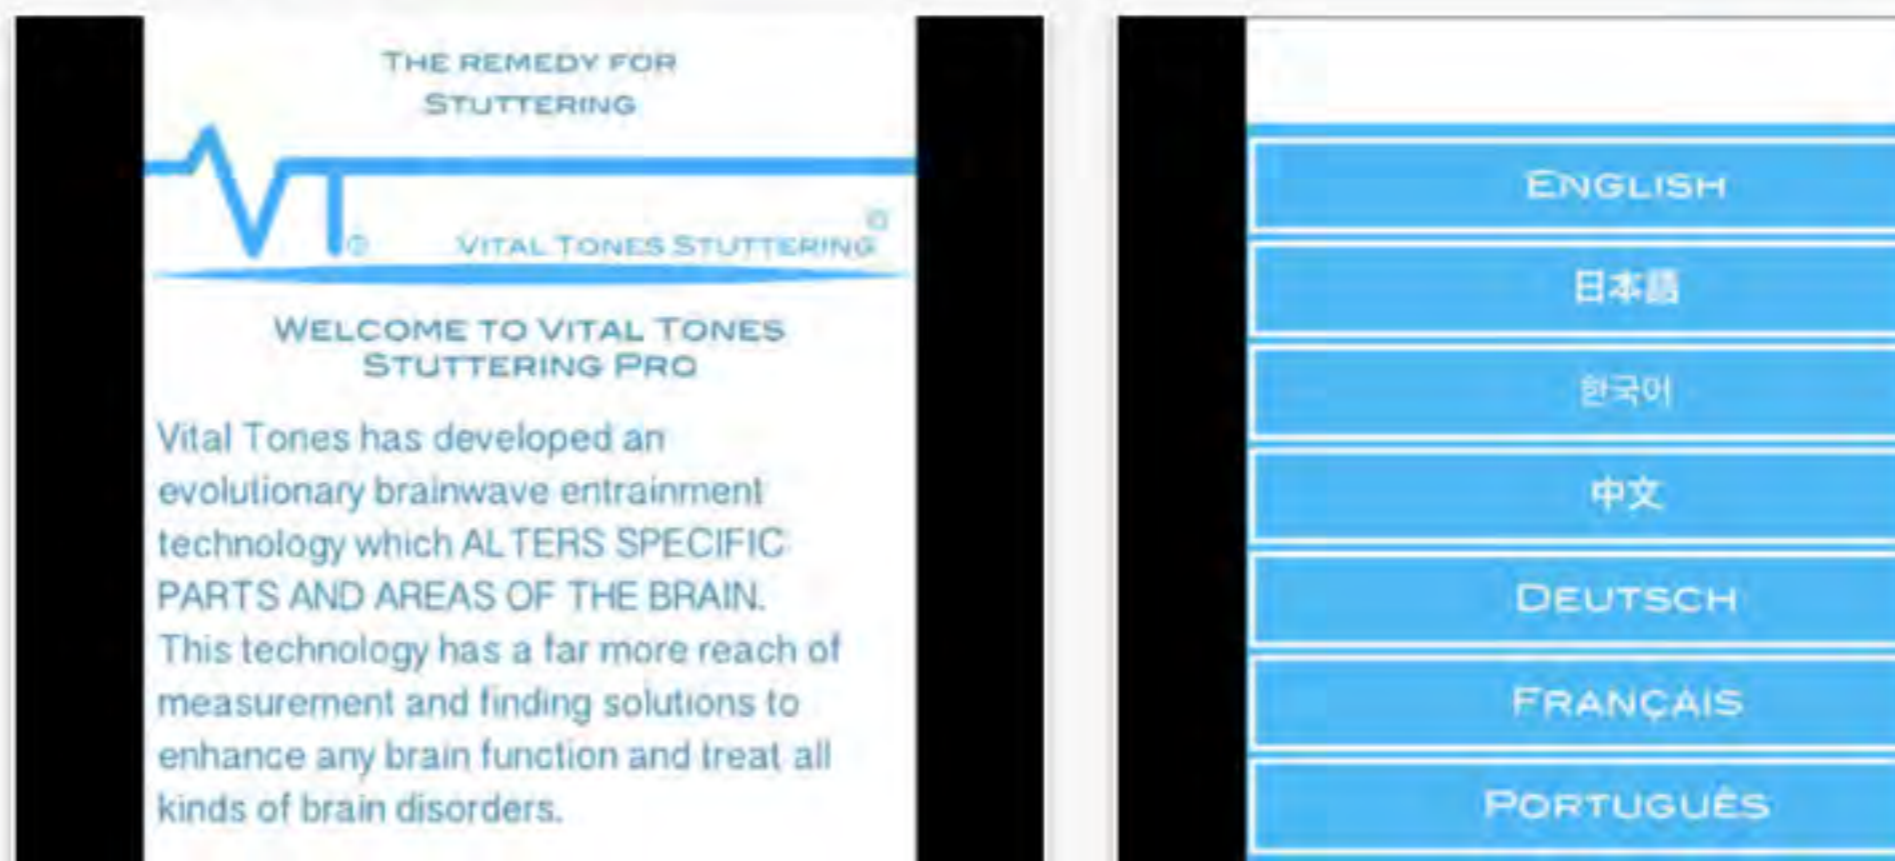 THE REMEDY FOR
STUTTERING
VT®
VITAL TONES STUTTERING®
WELCOME TO VITAL TONES
STUTTERING PRO
Vital Tones has developed an
evolutionary brainwave entrainment
technology which ALTERS SPECIFIC
PARTS AND AREAS OF THE BRAIN.
This technology has a far more reach of
measurement and finding solutions to
enhance any brain function and treat all
kinds of brain disorders.
ENGLISH
日本語
한국어
中文
DEUTSCH
FRANÇAIS
PORTUGUÊS